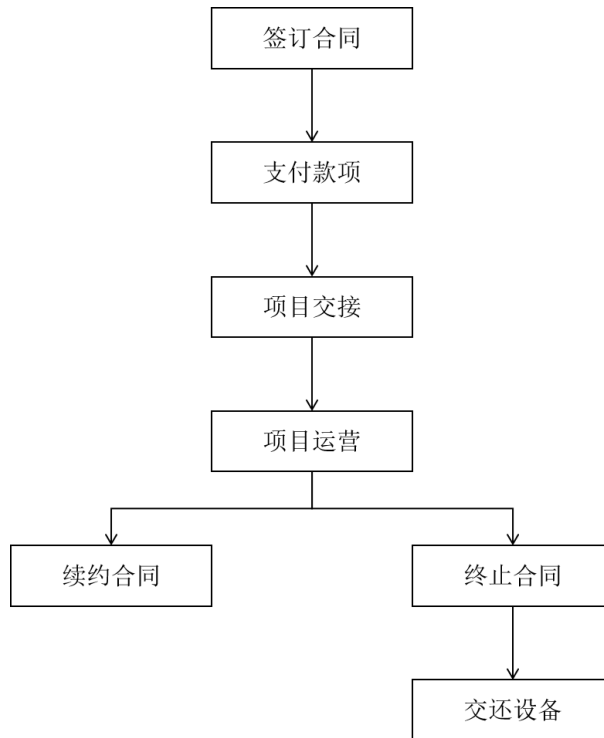 签订合同
支付款项
项目交接
项目运营
续约合同
终止合同
交还设备